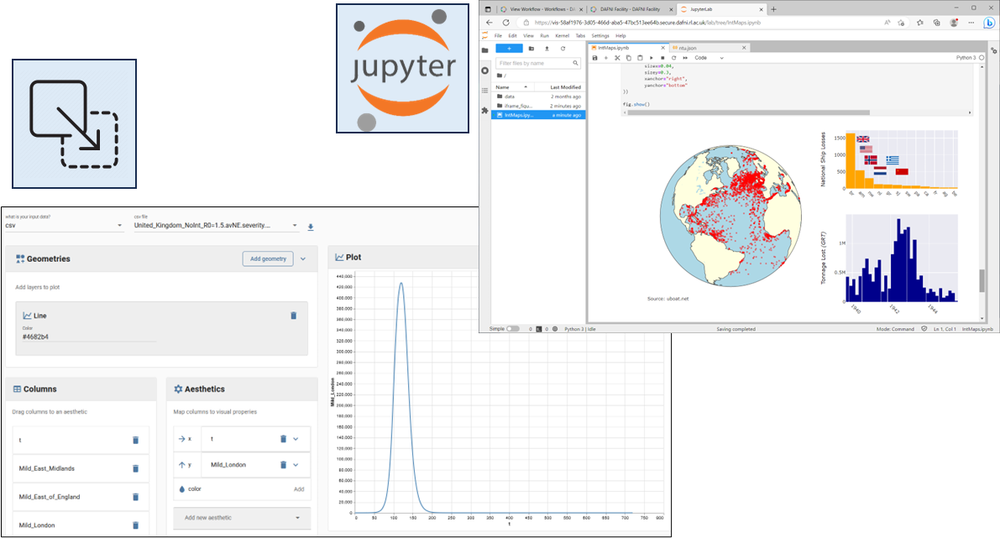 jupyter
View Workflow - Workflows - DA
DAFNI Facility - DAFNI Facility
JupyterLab
https://vis-58af1976-3d05-466d-aba5-47bc513ee64b.secure.dafni.rl.ac.uk/lab/tree/IntMaps.ipynb
File Edit View Run Kernel Tabs Settings Help
IntMaps.ipynb
ntu.json
Filter files by name
Code
Python 3
/
Name
Last Modified
data
2 months ago
iframe_figu...
2 minutes ago
IntMaps.ipy...
a minute ago
sizex=0.04,
sizey=0.3,
xanchor="right",
yanchor="bottom"
))
fig.show()
National Ship Losses
1500
1000
500
0
br am nw nl gr sw pa ca fr
Tonnage Lost (GRT)
1M
0.5M
0
1940 1942 1944
Source: uboat.net
Simple
0
0
Python 3 | Idle
Saving completed
Mode: Command
Ln 1, Col 1
IntMaps.ipynb
what is your input data?
csv
csv file
United_Kingdom_NoInt_R0=1.5.avNE.severity....
Geometries
Add geometry
Add layers to plot
Line
Color
#4682b4
Columns
Drag columns to an aesthetic
t
Mild_East_Midlands
Mild_East_of_England
Mild_London
Aesthetics
Map columns to visual properies
x
t
y
Mild_London
color
Add
Add new aesthetic
Plot
Mild_London
440,000
420,000
400,000
380,000
360,000
340,000
320,000
300,000
280,000
260,000
240,000
220,000
200,000
180,000
160,000
140,000
120,000
100,000
80,000
60,000
40,000
20,000
0
0 50 100 150 200 250 300 350 400 450 500 550 600 650 700 750 800
t